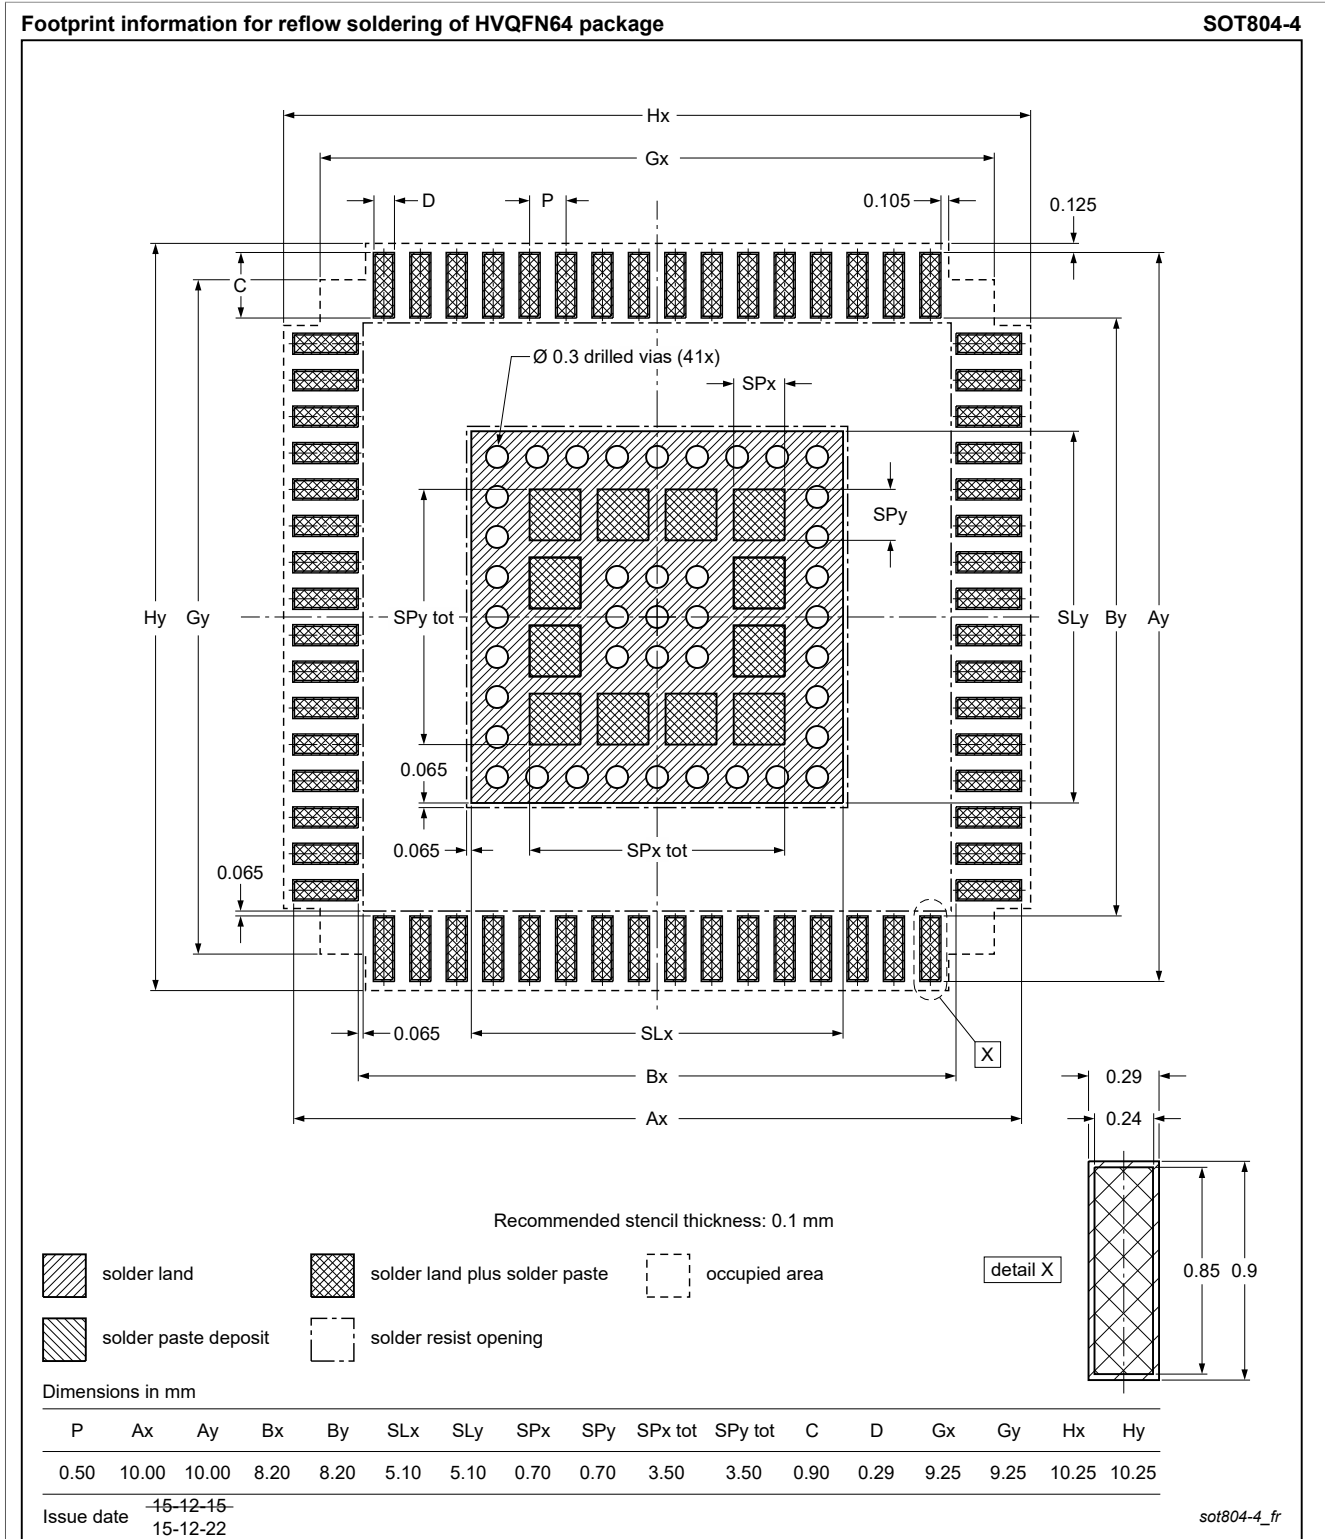 Footprint information for reflow soldering of HVQFN64 package SOT804-4
Hx
Gx
D P 0.105 0.125
C
Ø 0.3 drilled vias (41x)
SPx
SPy
Hy Gy SPy tot SLy By Ay
0.065
0.065 SPx tot
0.065
0.065 SLx
X
Bx 0.29
Ax 0.24
Recommended stencil thickness: 0.1 mm
solder land solder land plus solder paste occupied area detail X 0.85 0.9
solder paste deposit solder resist opening
Dimensions in mm
P Ax Ay Bx By SLx SLy SPx SPy SPx tot SPy tot C D Gx Gy Hx Hy
0.50 10.00 10.00 8.20 8.20 5.10 5.10 0.70 0.70 3.50 3.50 0.90 0.29 9.25 9.25 10.25 10.25
Issue date 15-12-15
15-12-22 sot804-4_fr